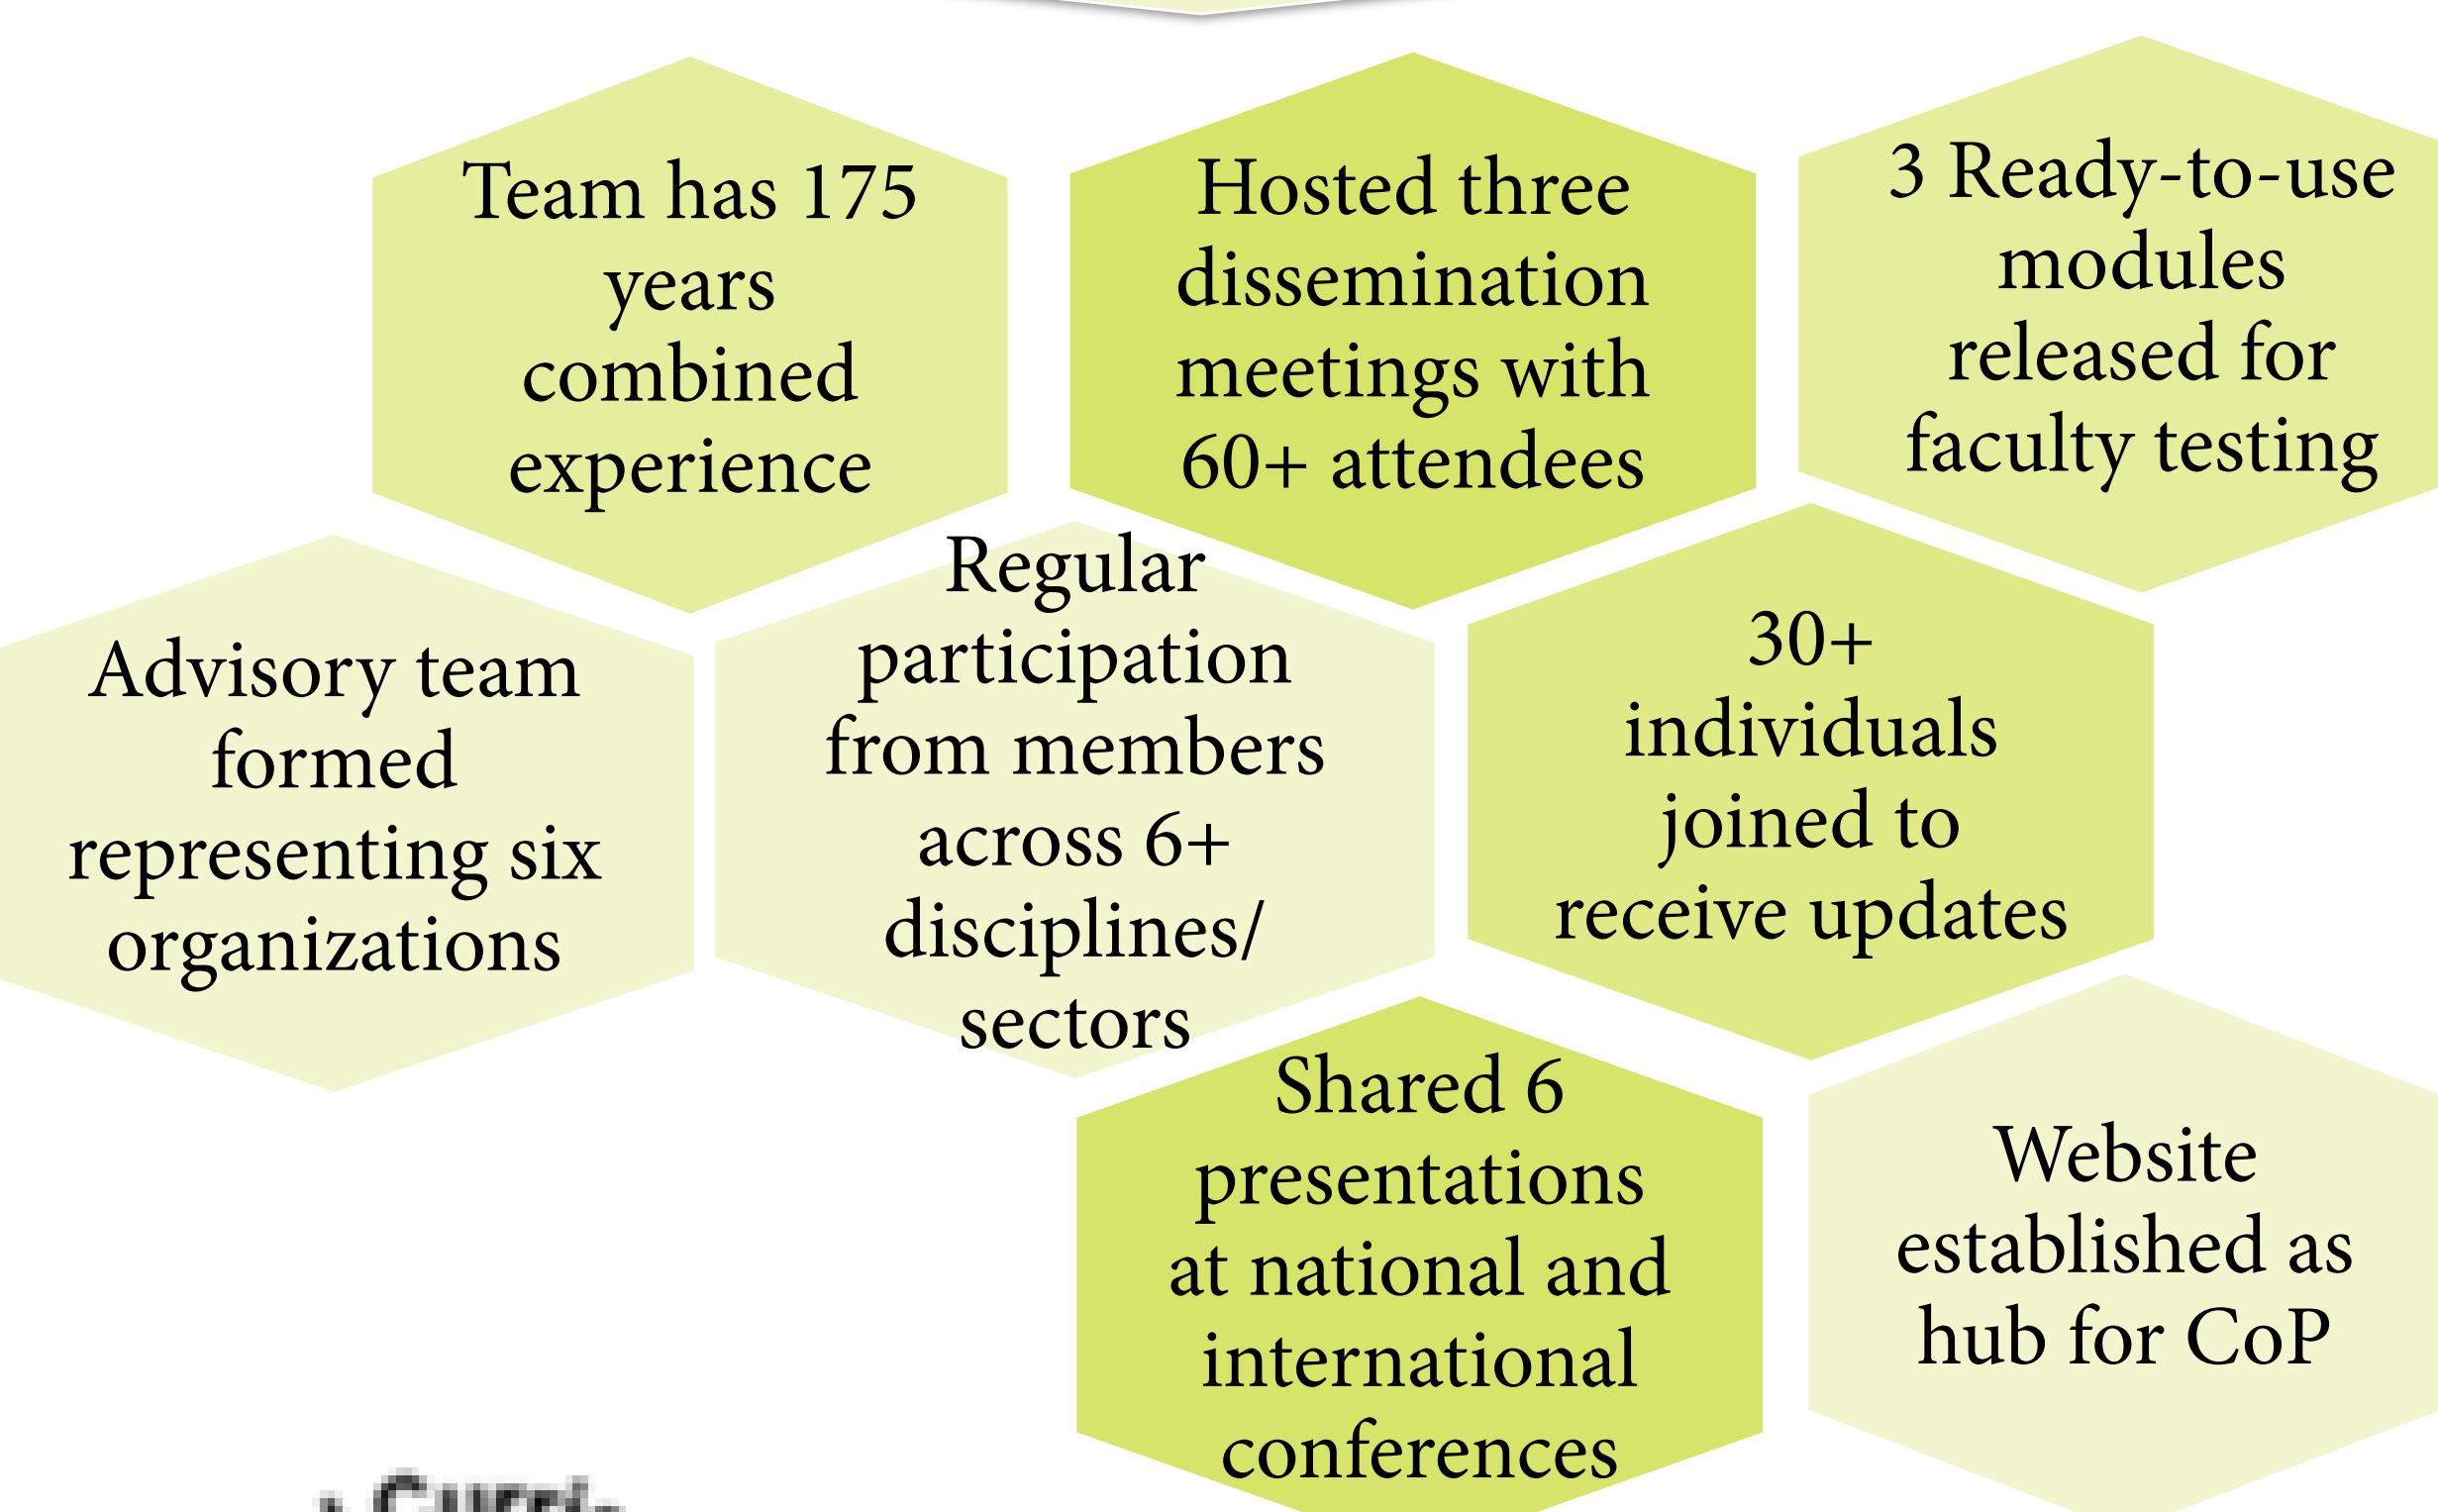 Team has 175
years
combined
experience
Hosted three
dissemination
meetings with
60+ attendees
3 Ready-to-use
modules
released for
faculty testing
Advisory team
formed
representing six
organizations
Regular
participation
from members
across 6+
disciplines/
sectors
30+
individuals
joined to
receive updates
Shared 6
presentations
at national and
international
conferences
Website
established as
hub for CoP